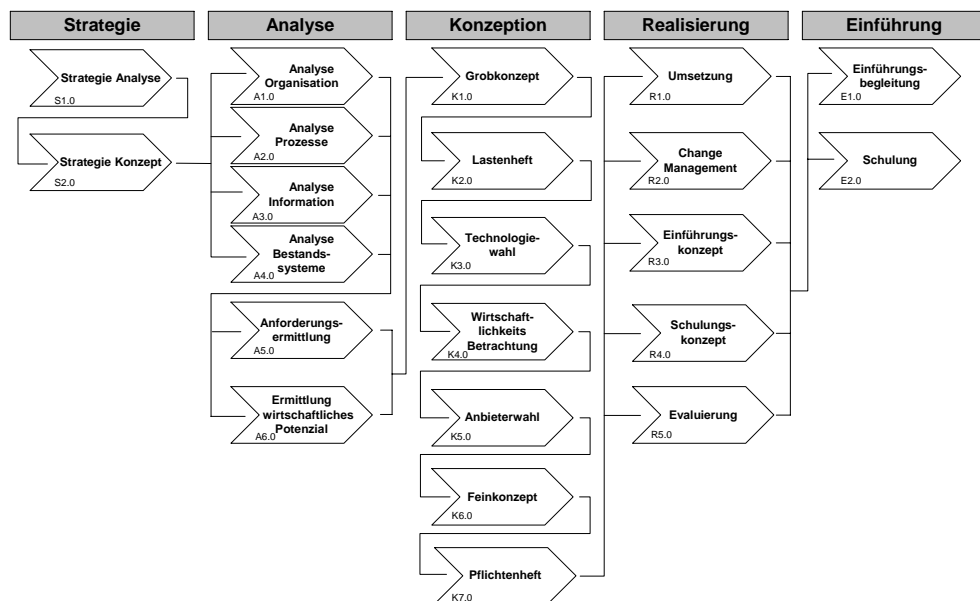 Strategie
Analyse
Konzeption
Realisierung
Einführung
Strategie Analyse
S1.0
Strategie Konzept
S2.0
Analyse
Organisation
A1.0
Analyse
Prozesse
A2.0
Analyse
Information
A3.0
Analyse
Bestands-
systeme
A4.0
Anforderungs-
ermittlung
A5.0
Ermittlung
wirtschaftliches
Potenzial
A6.0
Grobkonzept
K1.0
Lastenheft
K2.0
Technologie-
wahl
K3.0
Wirtschaft-
lichkeits
Betrachtung
K4.0
Anbieterwahl
K5.0
Feinkonzept
K6.0
Pflichtenheft
K7.0
Umsetzung
R1.0
Change
Management
R2.0
Einführungs-
konzept
R3.0
Schulungs-
konzept
R4.0
Evaluierung
R5.0
Einführungs-
begleitung
E1.0
Schulung
E2.0